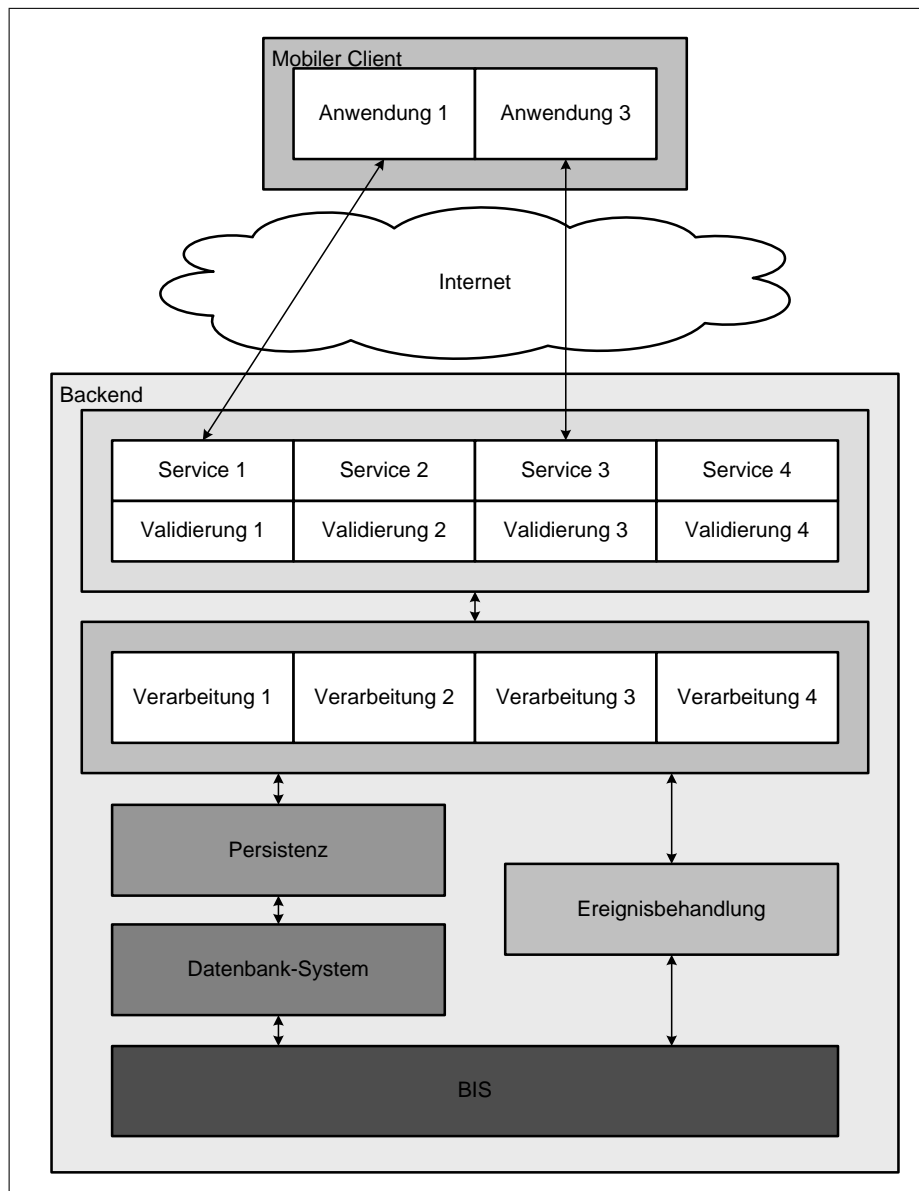 Mobiler Client
Anwendung 1
Anwendung 3
Internet
Backend
Service 1
Service 2
Service 3
Service 4
Validierung 1
Validierung 2
Validierung 3
Validierung 4
Verarbeitung 1
Verarbeitung 2
Verarbeitung 3
Verarbeitung 4
Persistenz
Ereignisbehandlung
Datenbank-System
BIS